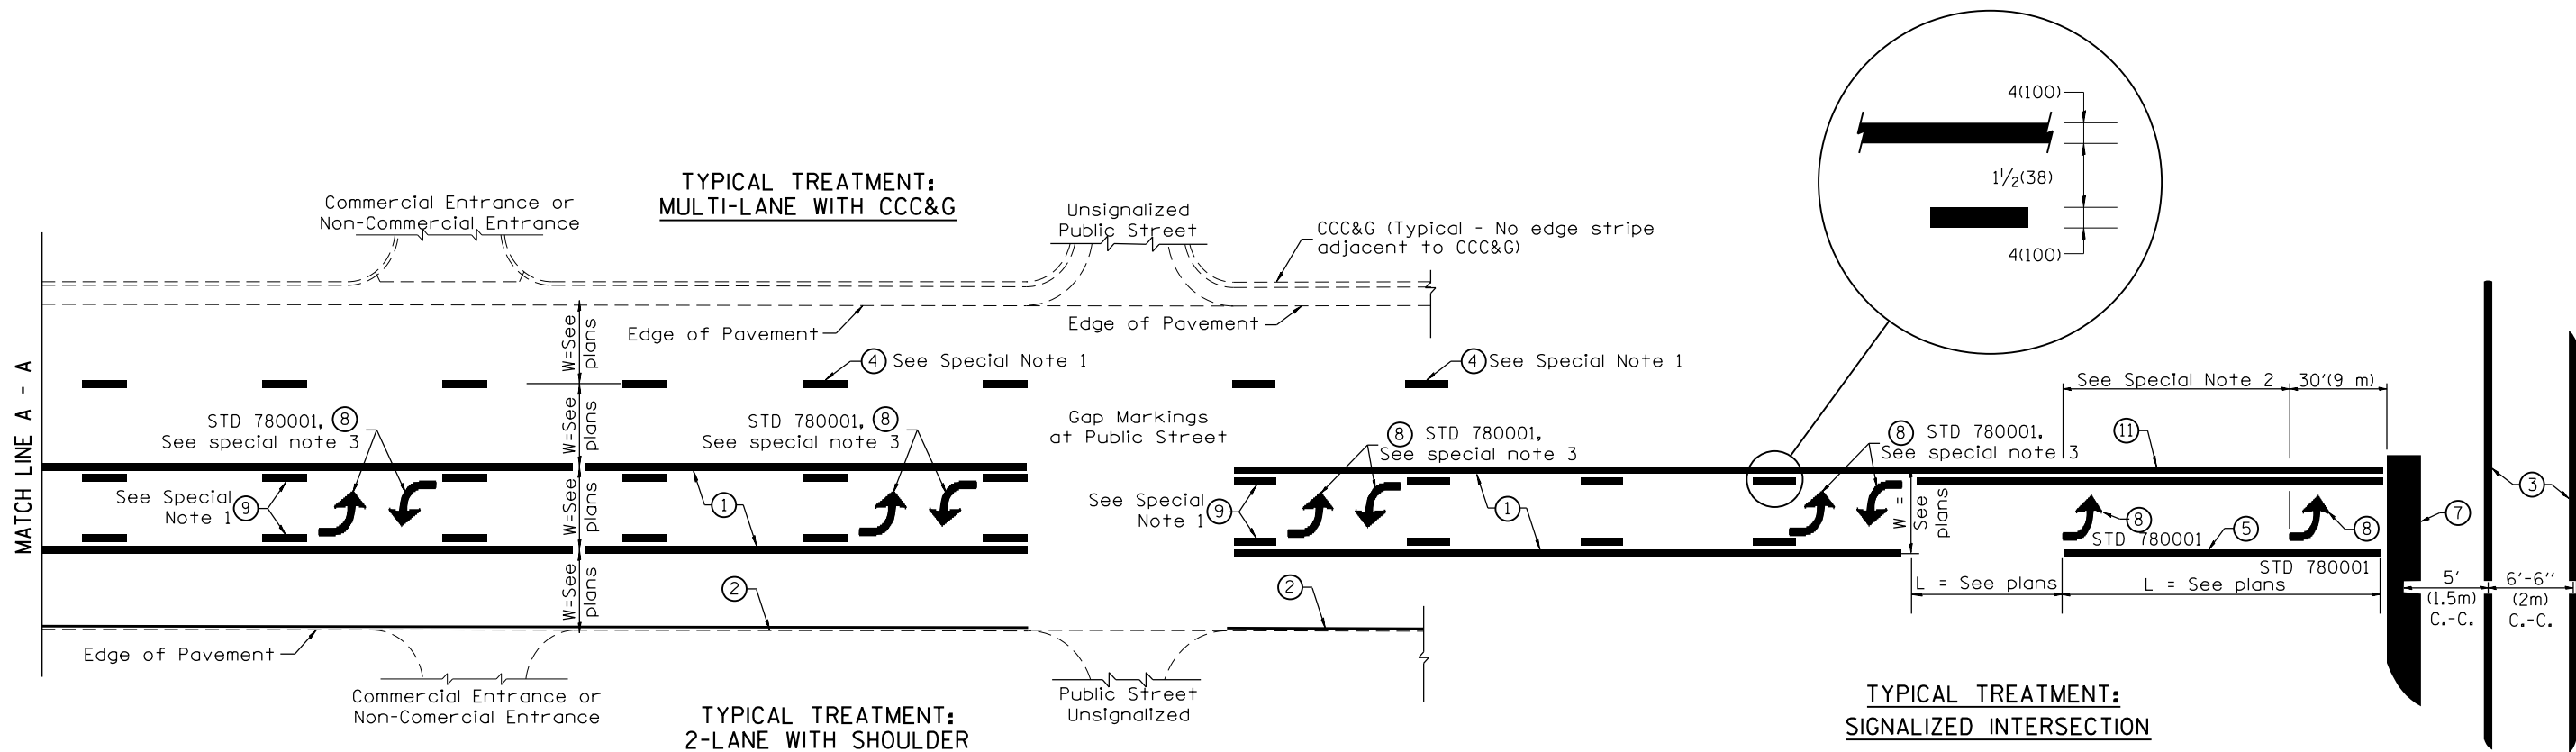 4(100)
1½(38)
4(100)
TYPICAL TREATMENT:
MULTI-LANE WITH CCC&G
Commercial Entrance or
Non-Commercial Entrance
Unsignalized
Public Street
CCC&G (Typical - No edge stripe
adjacent to CCC&G)
Edge of Pavement
Edge of Pavement
W=See
plans
4 See Special Note 1
4 See Special Note 1
See Special Note 2
30'(9 m)
MATCH LINE A - A
STD 780001, 8
See special note 3
W=See
plans
STD 780001, 8
See special note 3
Gap Markings
at Public Street
8 STD 780001,
See special note 3
8 STD 780001,
See special note 3
11
3
See Special
Note 1 9
W=See
plans
1
See Special
Note 1 9
1
W =
See
plans
8
STD 780001
5
8
7
STD 780001
W=See
plans
2
2
L = See plans
L = See plans
5'
(1.5m)
C.-C.
6'-6''
(2m)
C.-C.
Edge of Pavement
Commercial Entrance or
Non-Comercial Entrance
Public Street
Unsignalized
TYPICAL TREATMENT:
2-LANE WITH SHOULDER
TYPICAL TREATMENT:
SIGNALIZED INTERSECTION